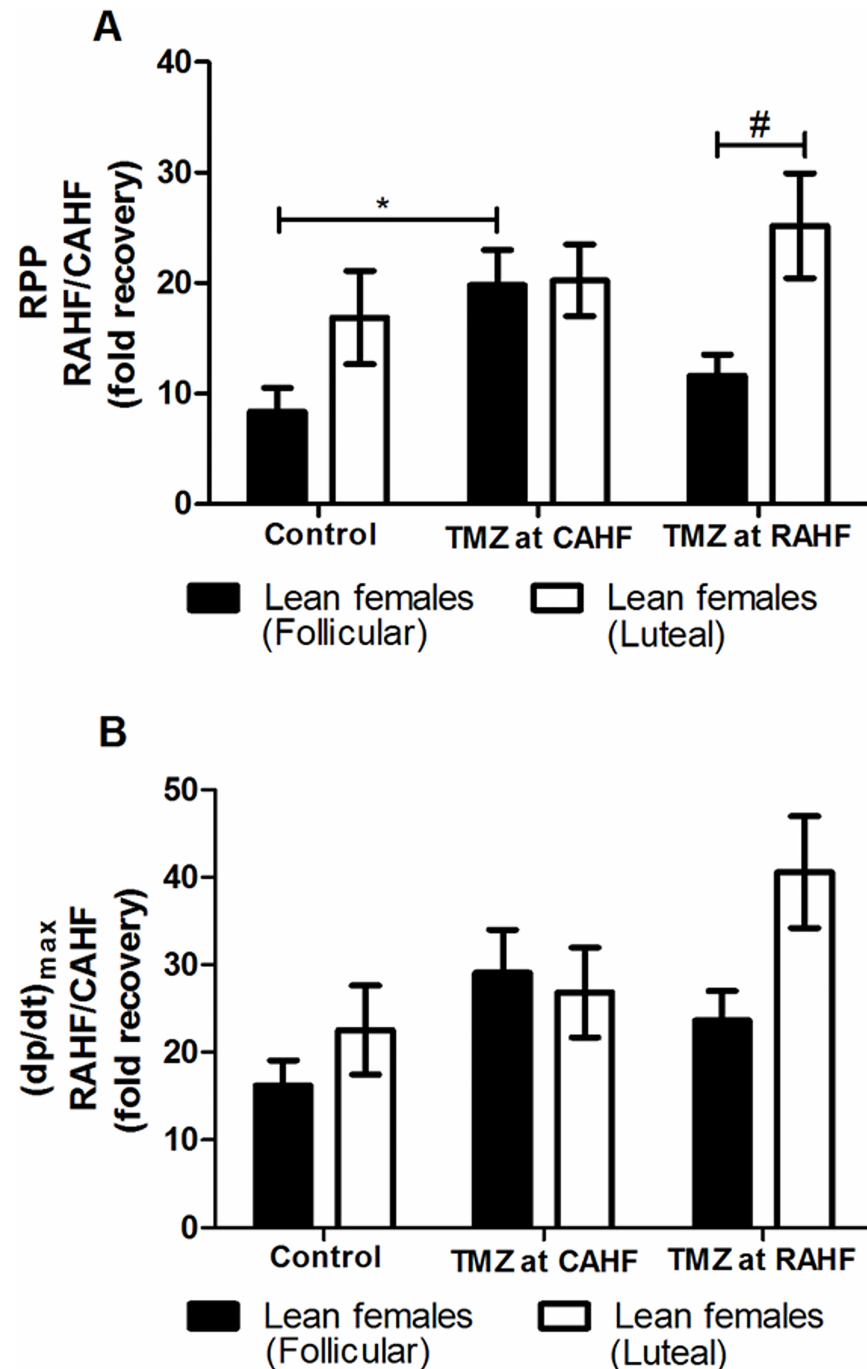 A
RPP
RAHF/CAHF
(fold recovery)
40
30
20
10
0
*
#
Control
TMZ at CAHF
TMZ at RAHF
Lean females
(Follicular)
Lean females
(Luteal)
B
(dp/dt)max
RAHF/CAHF
(fold recovery)
50
40
30
20
10
0
Control
TMZ at CAHF
TMZ at RAHF
Lean females
(Follicular)
Lean females
(Luteal)